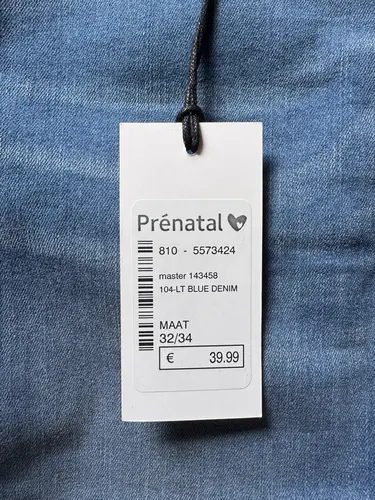 Prénatal
810 - 5573424
master 143458
104-LT BLUE DENIM
MAAT
32/34
€ 39.99